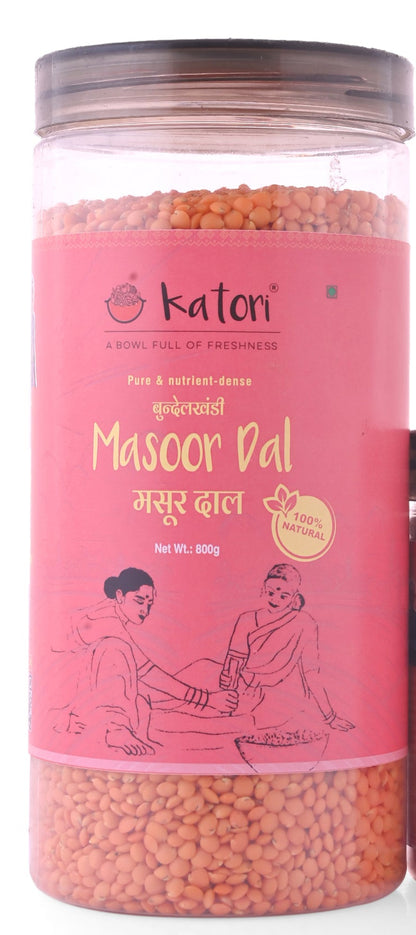 Katori®
A BOWL FULL OF FRESHNESS
Pure & nutrient-dense
बुन्देलखंडी
Masoor Dal
मसूर दाल
100%
NATURAL
Net Wt.: 800g